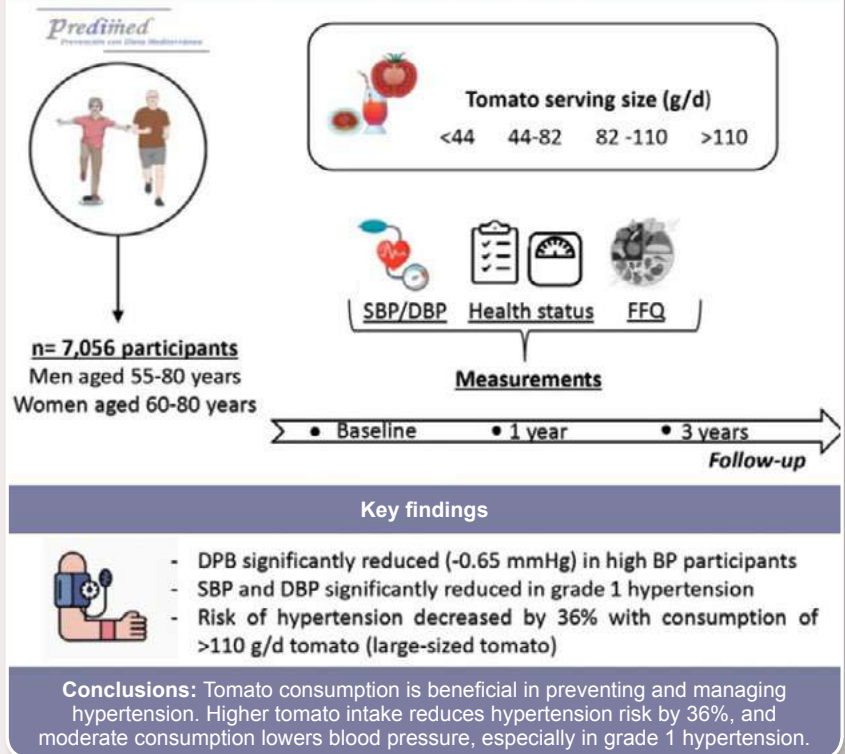 Predimed
Prevención con Dieta Mediterránea
Tomato serving size (g/d)
<44 44-82 82 -110 >110
SBP/DBP Health status FFQ
n= 7,056 participants
Men aged 55-80 years
Women aged 60-80 years
Measurements
• Baseline • 1 year • 3 years
Follow-up
Key findings
- DPB significantly reduced (-0.65 mmHg) in high BP participants
- SBP and DBP significantly reduced in grade 1 hypertension
- Risk of hypertension decreased by 36% with consumption of
>110 g/d tomato (large-sized tomato)
Conclusions: Tomato consumption is beneficial in preventing and managing
hypertension. Higher tomato intake reduces hypertension risk by 36%, and
moderate consumption lowers blood pressure, especially in grade 1 hypertension.